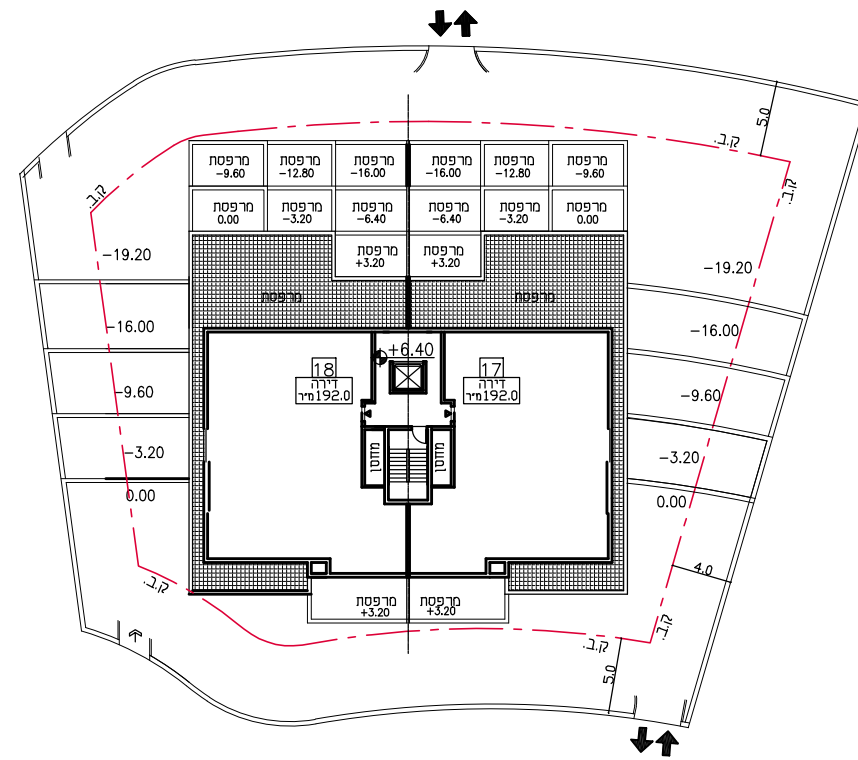 5.0
ק.ב.
מרפסת מרפסת מרפסת מרפסת מרפסת מרפסת
-9.60 -12.80 -16.00 -16.00 -12.80 -9.60
ק.ב. ק.ב.
מרפסת מרפסת מרפסת מרפסת מרפסת מרפסת
0.00 -3.20 -6.40 -6.40 -3.20 0.00
מרפסת מרפסת
+3.20 +3.20
-19.20 -19.20
מרפסת מרפסת
-16.00 -16.00
+6.40
18 17
דירה דירה
192.0 מ"ר 192.0 מ"ר
-9.60 -9.60
מחסן מחסן
-3.20 -3.20
0.00 0.00
4.0
ק.ב.
מרפסת מרפסת
+3.20 +3.20
ק.ב. ק.ב.
5.0